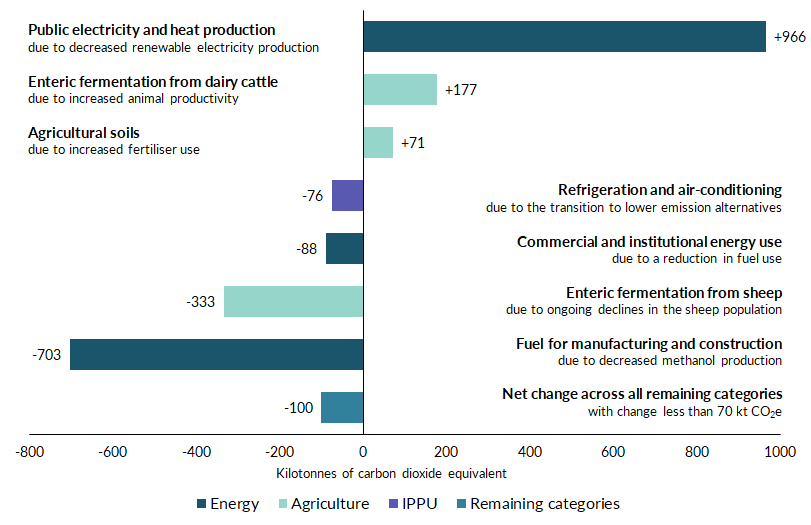 Public electricity and heat production
due to decreased renewable electricity production
+966
Enteric fermentation from dairy cattle
due to increased animal productivity
+177
Agricultural soils
due to increased fertiliser use
+71
-76
Refrigeration and air-conditioning
due to the transition to lower emission alternatives
-88
Commercial and institutional energy use
due to a reduction in fuel use
-333
Enteric fermentation from sheep
due to ongoing declines in the sheep population
-703
Fuel for manufacturing and construction
due to decreased methanol production
-100
Net change across all remaining categories
with change less than 70 kt CO₂e
-800 -600 -400 -200 0 200 400 600 800 1000
Kilotonnes of carbon dioxide equivalent
Energy Agriculture IPPU Remaining categories